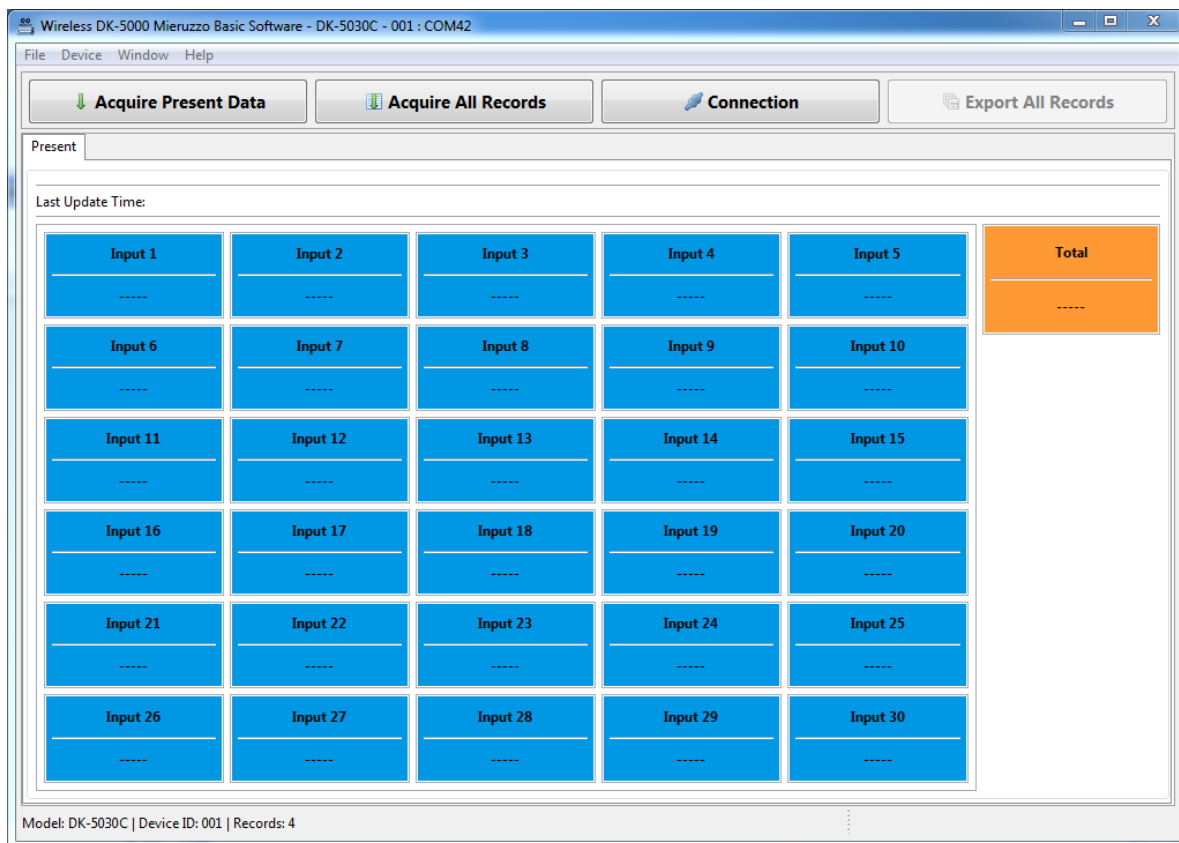 Wireless DK-5000 Mieruzzo Basic Software - DK-5030C - 001 : COM42
File Device Window Help
Acquire Present Data Acquire All Records Connection Export All Records
Present
Last Update Time:
Input 1 Input 2 Input 3 Input 4 Input 5 Total
----- ----- ----- ----- ----- -----
Input 6 Input 7 Input 8 Input 9 Input 10
----- ----- ----- ----- -----
Input 11 Input 12 Input 13 Input 14 Input 15
----- ----- ----- ----- -----
Input 16 Input 17 Input 18 Input 19 Input 20
----- ----- ----- ----- -----
Input 21 Input 22 Input 23 Input 24 Input 25
----- ----- ----- ----- -----
Input 26 Input 27 Input 28 Input 29 Input 30
----- ----- ----- ----- -----
Model: DK-5030C | Device ID: 001 | Records: 4